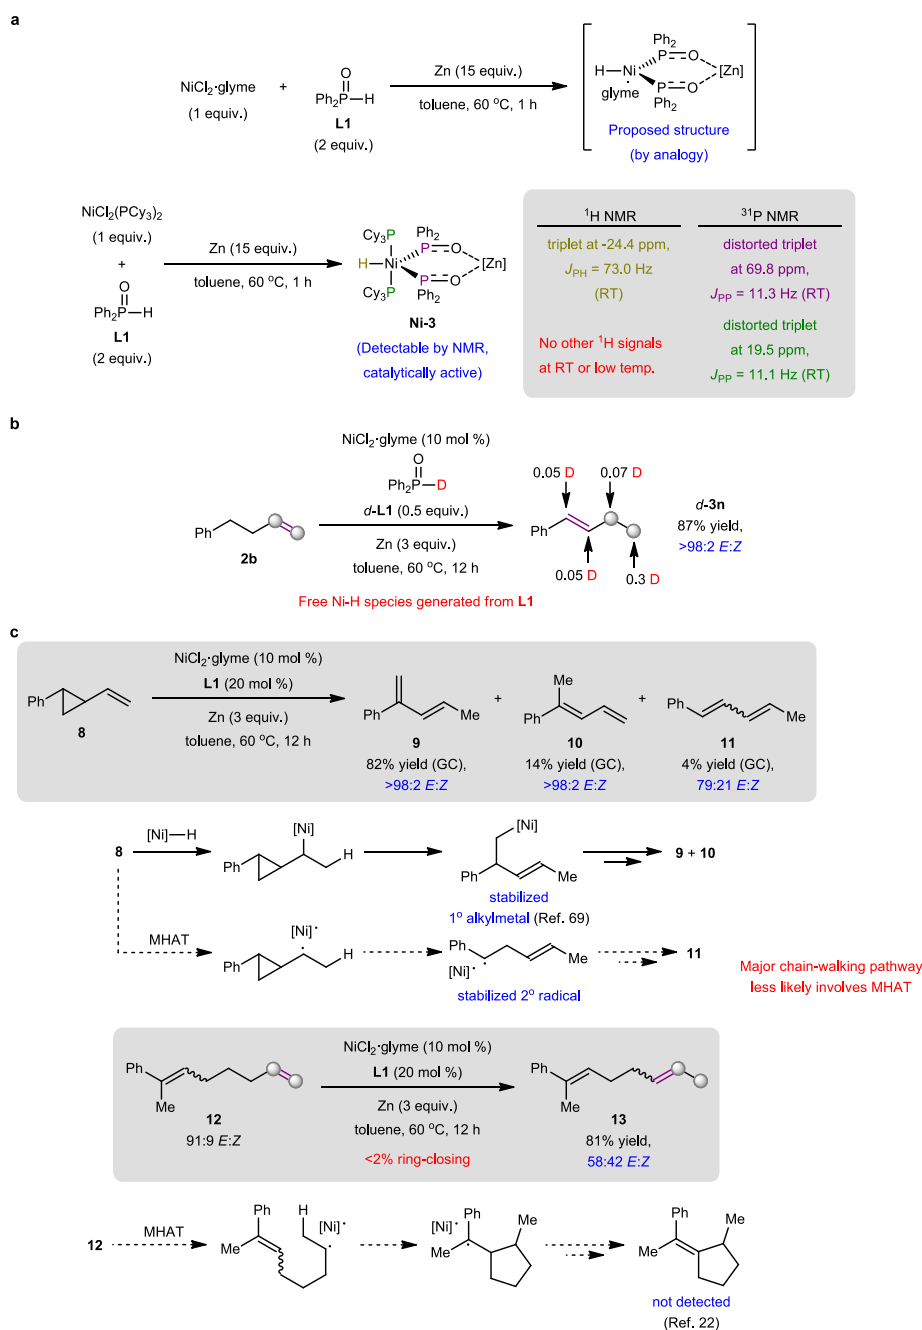 a
NiCl2·glyme
(1 equiv.)
+
O
Ph2P—H
L1
(2 equiv.)
Zn (15 equiv.)
toluene, 60 °C, 1 h
Ph2
P O
H Ni [Zn]
glyme P O
Ph2
Proposed structure
(by analogy)
NiCl2(PCy3)2
(1 equiv.)
+
O
Ph2P H
L1
(2 equiv.)
Zn (15 equiv.)
toluene, 60 °C, 1 h
Cy3P Ph2
P O
H Ni [Zn]
P O
Cy3P Ph2
Ni-3
(Detectable by NMR,
catalytically active)
1H NMR
triplet at -24.4 ppm,
JPH = 73.0 Hz
(RT)
No other 1H signals
at RT or low temp.
31P NMR
distorted triplet
at 69.8 ppm,
JPP = 11.3 Hz (RT)
distorted triplet
at 19.5 ppm,
JPP = 11.1 Hz (RT)
b
Ph
2b
NiCl2·glyme (10 mol %)
O
Ph2P D
d-L1 (0.5 equiv.)
Zn (3 equiv.)
toluene, 60 °C, 12 h
0.05 D 0.07 D
Ph
0.05 D 0.3 D
d-3n
87% yield,
>98:2 E:Z
Free Ni-H species generated from L1
c
Ph
8
NiCl2·glyme (10 mol %)
L1 (20 mol %)
Zn (3 equiv.)
toluene, 60 °C, 12 h
Ph Me
9
82% yield (GC),
>98:2 E:Z
+
Me
Ph
10
14% yield (GC),
>98:2 E:Z
+
Ph Me
11
4% yield (GC),
79:21 E:Z
8
[Ni] H
[Ni]
Ph H
[Ni]
Ph Me
stabilized
1° alkylmetal (Ref. 69)
9 + 10
MHAT
[Ni]•
Ph H
Ph
[Ni]• Me
stabilized 2° radical
11
Major chain-walking pathway
less likely involves MHAT
Ph
Me
12
91:9 E:Z
NiCl2·glyme (10 mol %)
L1 (20 mol %)
Zn (3 equiv.)
toluene, 60 °C, 12 h
<2% ring-closing
Ph
Me
13
81% yield,
58:42 E:Z
12
MHAT
Ph
H [Ni]•
Me
[Ni]• Ph
Me
Me
Ph
Me
Me
not detected
(Ref. 22)